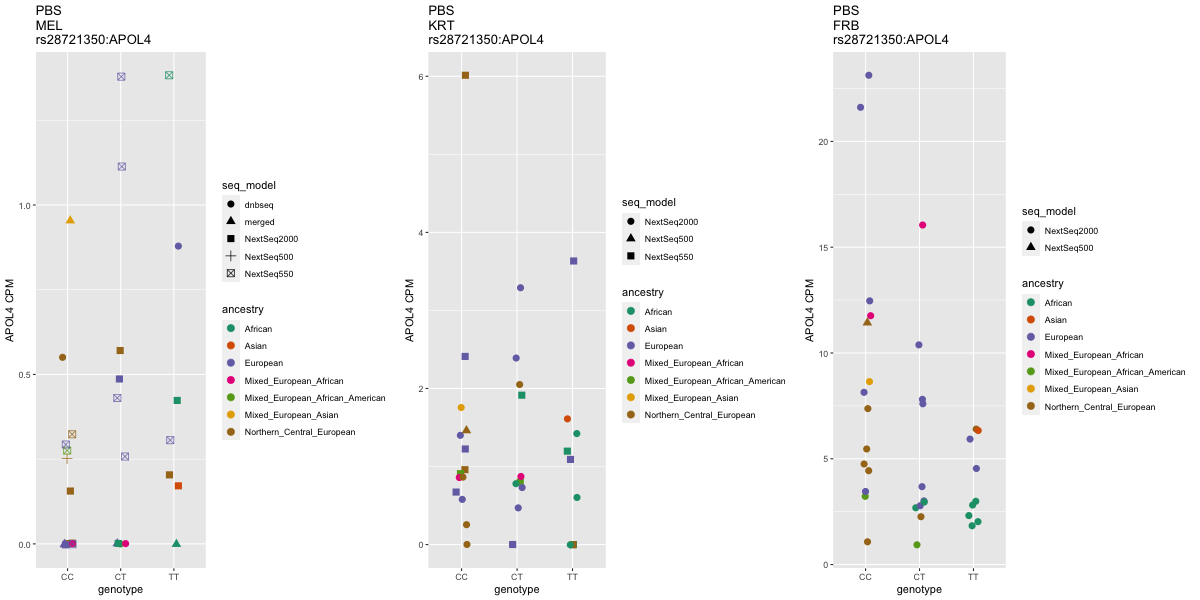 PBS
MEL
rs28721350:APOL4
APOL4 CPM
1.0
0.5
0.0
CC
CT
TT
genotype
seq_model
dnbseq
merged
NextSeq2000
NextSeq500
NextSeq550
ancestry
African
Asian
European
Mixed_European_African
Mixed_European_African_American
Mixed_European_Asian
Northern_Central_European
PBS
KRT
rs28721350:APOL4
APOL4 CPM
6
4
2
0
CC
CT
TT
genotype
seq_model
NextSeq2000
NextSeq500
NextSeq550
ancestry
African
Asian
European
Mixed_European_African
Mixed_European_African_American
Mixed_European_Asian
Northern_Central_European
PBS
FRB
rs28721350:APOL4
APOL4 CPM
20
15
10
5
0
CC
CT
TT
genotype
seq_model
NextSeq2000
NextSeq500
ancestry
African
Asian
European
Mixed_European_African
Mixed_European_African_American
Mixed_European_Asian
Northern_Central_European